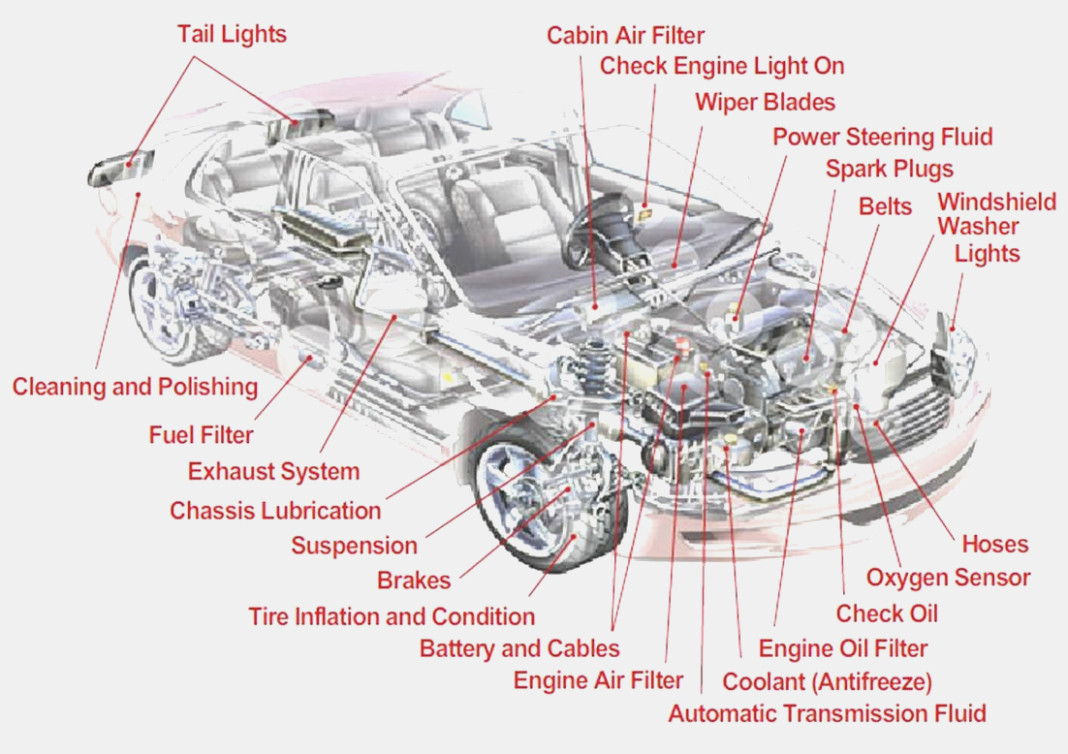 Tail Lights
Cabin Air Filter
Check Engine Light On
Wiper Blades
Power Steering Fluid
Spark Plugs
Belts
Windshield
Washer
Lights
Cleaning and Polishing
Fuel Filter
Exhaust System
Chassis Lubrication
Suspension
Brakes
Tire Inflation and Condition
Battery and Cables
Engine Air Filter
Automatic Transmission Fluid
Coolant (Antifreeze)
Engine Oil Filter
Check Oil
Oxygen Sensor
Hoses